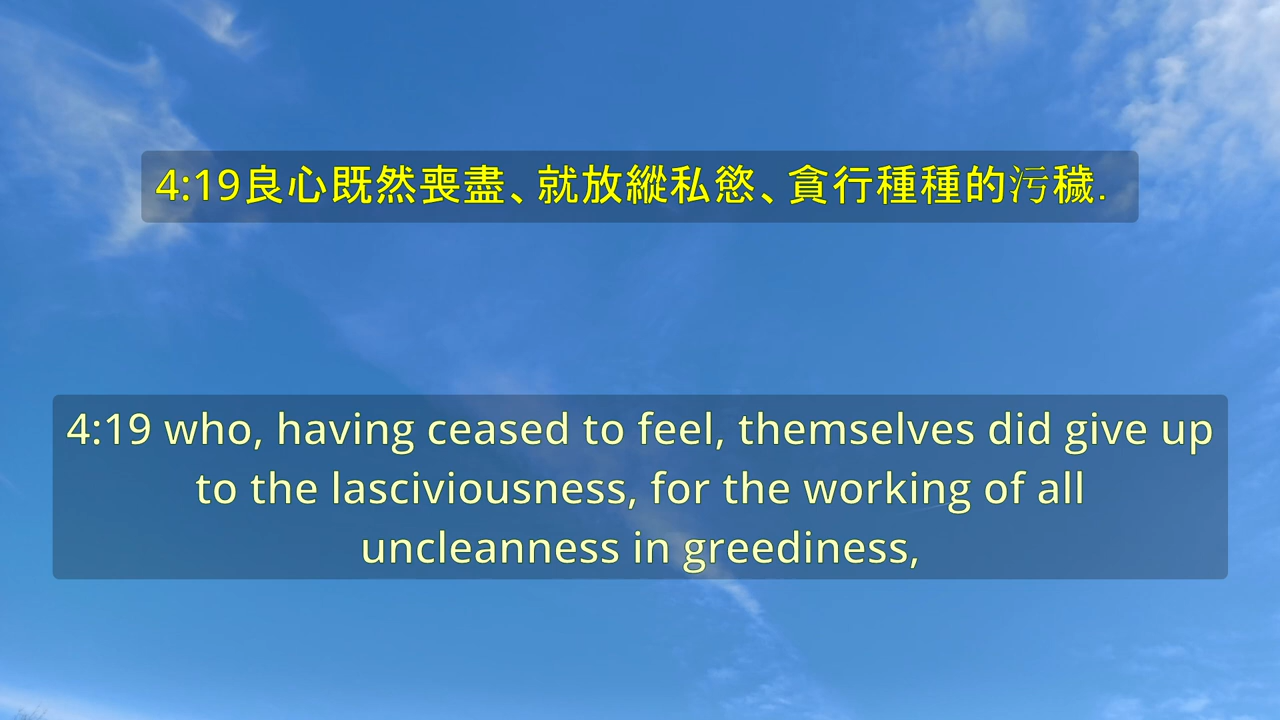 4:19良心既然喪盡、就放縱私慾、貪行種種的污穢.
4:19 who, having ceased to feel, themselves did give up
to the lasciviousness, for the working of all
uncleanness in greediness,